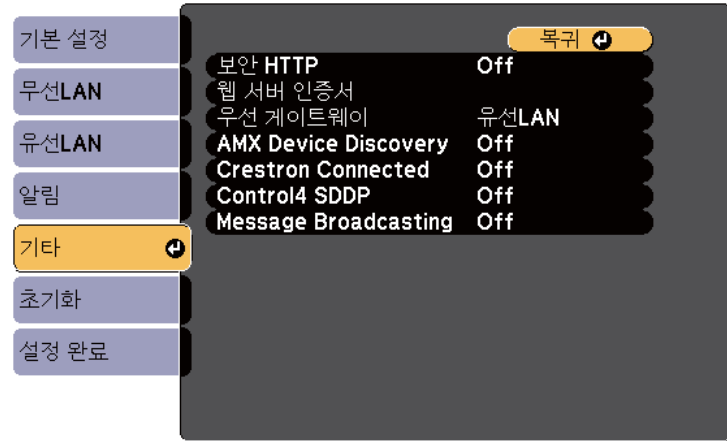 기본 설정
무선LAN
유선LAN
알림
기타
초기화
설정 완료
복귀
보안 HTTP Off
웹 서버 인증서
우선 게이트웨이 유선LAN
AMX Device Discovery Off
Crestron Connected Off
Control4 SDDP Off
Message Broadcasting Off